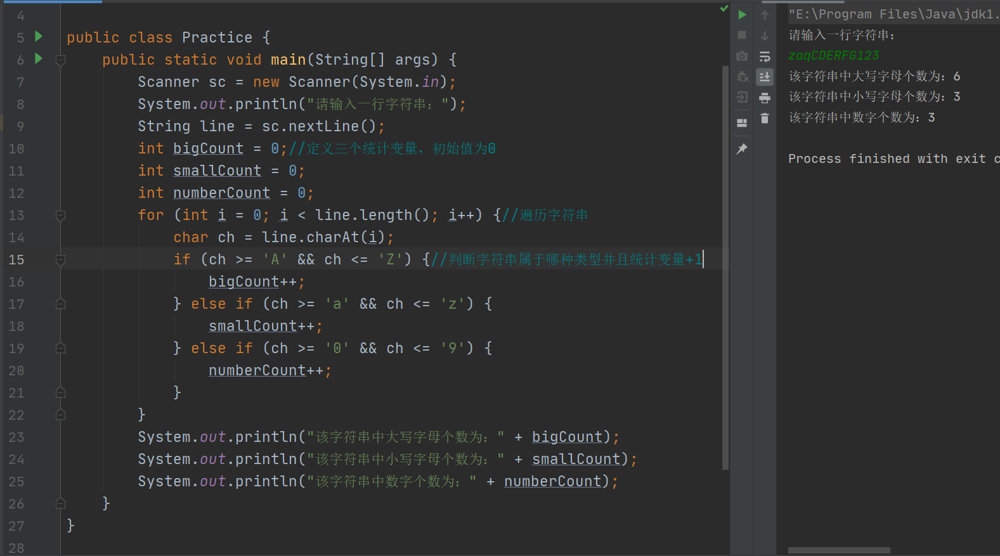 4
5 public class Practice {
6 public static void main(String[] args) {
7 Scanner sc = new Scanner(System.in);
8 System.out.println("请输入一行字符串：");
9 String line = sc.nextLine();
10 int bigCount = 0;//定义三个统计变量，初始值为0
11 int smallCount = 0;
12 int numberCount = 0;
13 for (int i = 0; i < line.length(); i++) {//遍历字符串
14 char ch = line.charAt(i);
15 if (ch >= 'A' && ch <= 'Z') {//判断字符串属于哪种类型并且统计变量+1
16 bigCount++;
17 } else if (ch >= 'a' && ch <= 'z') {
18 smallCount++;
19 } else if (ch >= '0' && ch <= '9') {
20 numberCount++;
21 }
22 }
23 System.out.println("该字符串中大写字母个数为：" + bigCount);
24 System.out.println("该字符串中小写字母个数为：" + smallCount);
25 System.out.println("该字符串中数字个数为：" + numberCount);
26 }
27 }
28
"E:\Program Files\Java\jdk1.
请输入一行字符串：
zaqCDERFG123
该字符串中大写字母个数为：6
该字符串中小写字母个数为：3
该字符串中数字个数为：3
Process finished with exit c